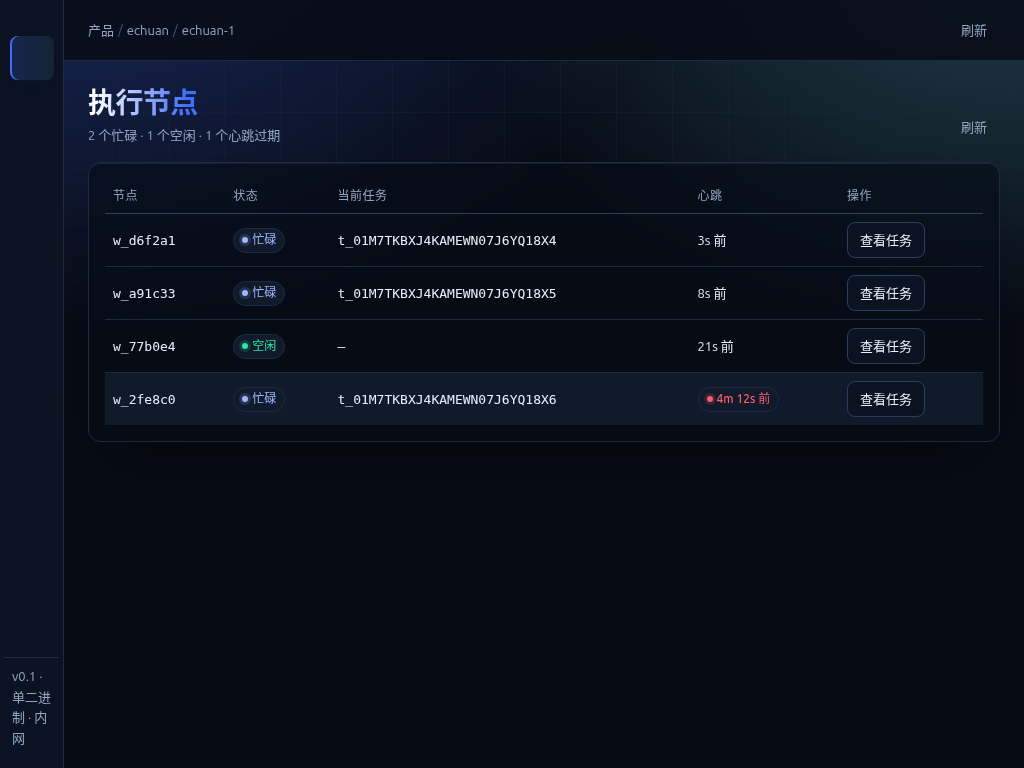 产品 / echuan / echuan-1
刷新
执行节点
2 个忙碌 · 1 个空闲 · 1 个心跳过期
刷新
节点 状态 当前任务 心跳 操作
w_d6f2a1 忙碌 t_01M7TKBXJ4KAMEWN07J6YQ18X4 3s 前 查看任务
w_a91c33 忙碌 t_01M7TKBXJ4KAMEWN07J6YQ18X5 8s 前 查看任务
w_77b0e4 空闲 — 21s 前 查看任务
w_2fe8c0 忙碌 t_01M7TKBXJ4KAMEWN07J6YQ18X6 4m 12s 前 查看任务
v0.1 ·
单二进
制 · 内
网